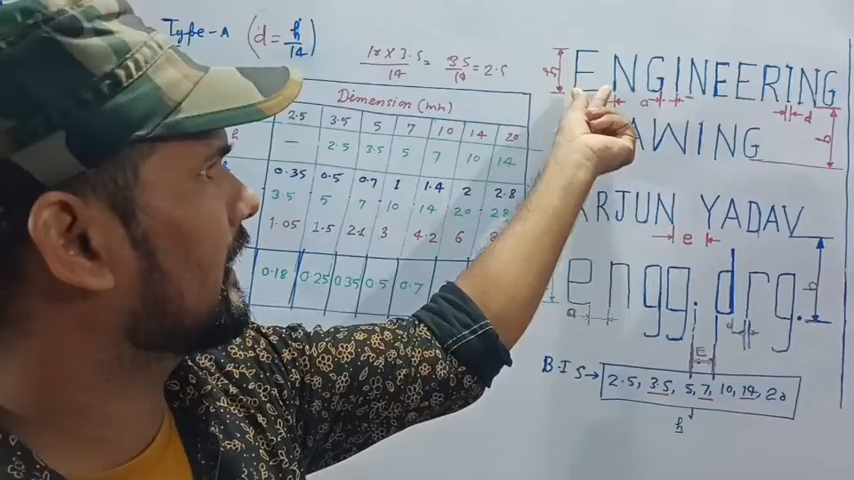 Type-A (d = h/14)
14 X 3.5 = 35/14 = 2.5
Dimension (mm)
2.5 3.5 5 7 10 14 20
— 2.5 3.5 5 7 10 14
0.35 0.5 0.7 1 1.4 2 2.8
3.5 5 7 10 14 20 28
1.05 1.5 2.1 3 4.2 6
0.18 0.25 0.35 0.5 0.7
ENGINEERING
a d
AWING
h
ARJUN YADAV
e
engg. drg.
a d b
E
B.I.S → 2.5, 3.5, 5, 7, 10, 14, 20
h